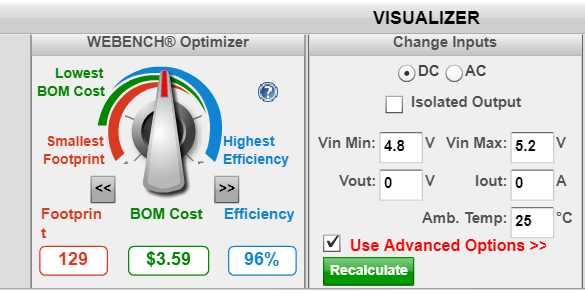 VISUALIZER
WEBENCH® Optimizer
Lowest
BOM Cost
Smallest
Footprint
Highest
Efficiency
?
<<
>>
Footprin
t
BOM Cost
Efficiency
129
$3.59
96%
Change Inputs
DC AC
Isolated Output
Vin Min: 4.8 V Vin Max: 5.2 V
Vout: 0 V Iout: 0 A
Amb. Temp: 25 °C
Use Advanced Options >>
Recalculate